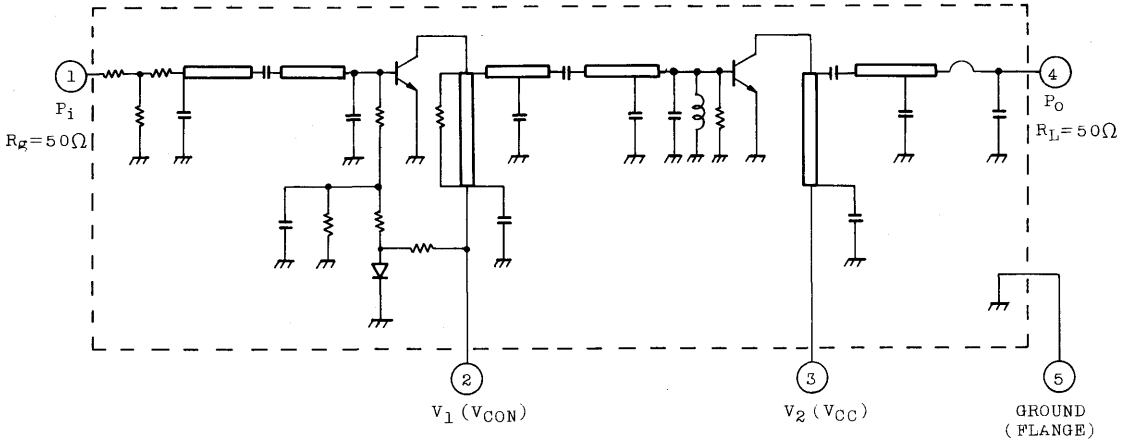 1
4
Pi
PO
Rg=50Ω
RL=50Ω
2
3
5
V1(VCON)
V2(VCC)
GROUND
(FLANGE)